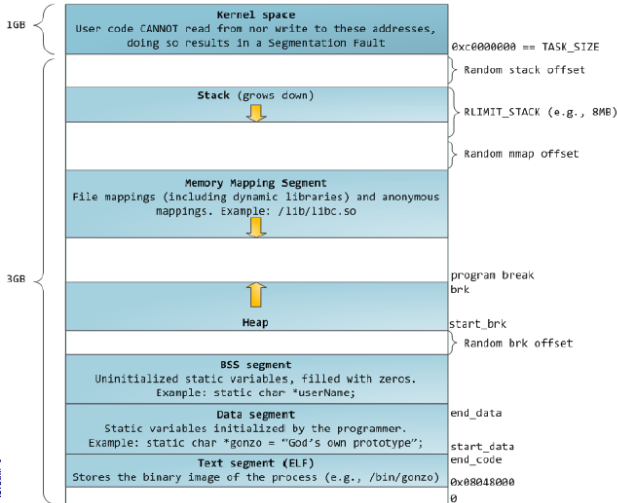 1GB
Kernel space
User code CANNOT read from nor write to these addresses,
doing so results in a Segmentation Fault
0xc0000000 == TASK_SIZE
Random stack offset
Stack (grows down)
RLIMIT_STACK (e.g., 8MB)
Random mmap offset
Memory Mapping Segment
File mappings (including dynamic libraries) and anonymous
mappings. Example: /lib/libc.so
3GB
program break
brk
Heap
start_brk
Random brk offset
BSS segment
Uninitialized static variables, filled with zeros.
Example: static char *userName;
Data segment
Static variables initialized by the programmer.
Example: static char *gonzo = “God’s own prototype”;
end_data
start_data
Text segment (ELF)
Stores the binary image of the process (e.g., /bin/gonzo)
end_code
0x08048000
0